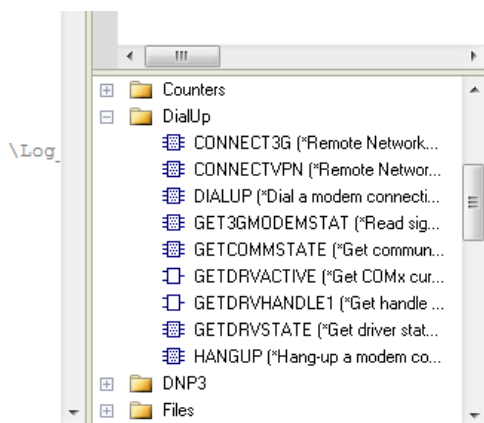 Counters
DialUp
\Log_
CONNECT3G (*Remote Network...
CONNECTVPN (*Remote Networ...
DIALUP (*Dial a modem connecti...
GET3GMODEMSTAT (*Read sig...
GETCOMMSTATE (*Get commun...
GETDRVACTIVE (*Get COMx cur...
GETDRVHANDLE1 (*Get handle ...
GETDRVSTATE (*Get driver stat...
HANGUP (*Hang-up a modem co...
DNP3
Files